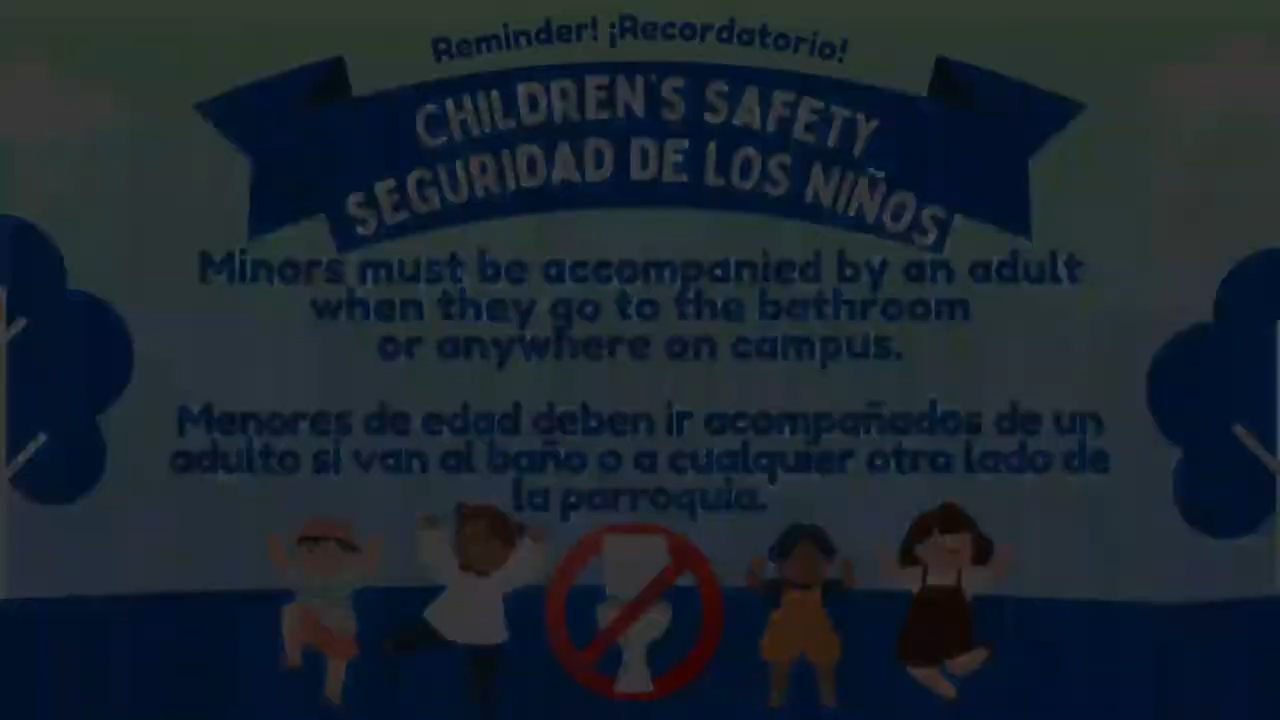 Reminder! ¡Recordatorio!
CHILDREN'S SAFETY
SEGURIDAD DE LOS NIÑOS
Minors must be accompanied by an adult
when they go to the bathroom
or anywhere on campus.
Menores de edad deben ir acompañados de un
adulto si van al baño o a cualquier otro lado de
la parroquia.